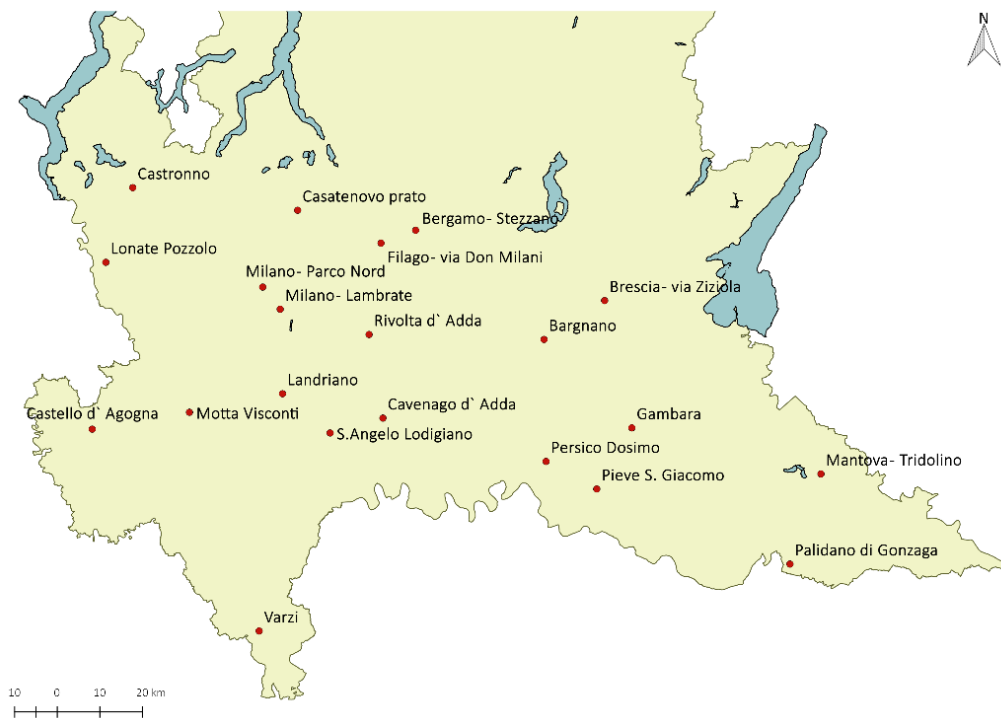 N
Castronno
Casatenovo prato
Bergamo- Stezzano
Lonate Pozzolo
Filago- via Don Milani
Milano- Parco Nord
Brescia- via Ziziola
Milano- Lambrate
Rivolta d` Adda
Bargnano
Landriano
Castello d` Agogna
Motta Visconti
Cavenago d` Adda
Gambara
S.Angelo Lodigiano
Persico Dosimo
Mantova- Tridolino
Pieve S. Giacomo
Palidano di Gonzaga
Varzi
10 0 10 20 km